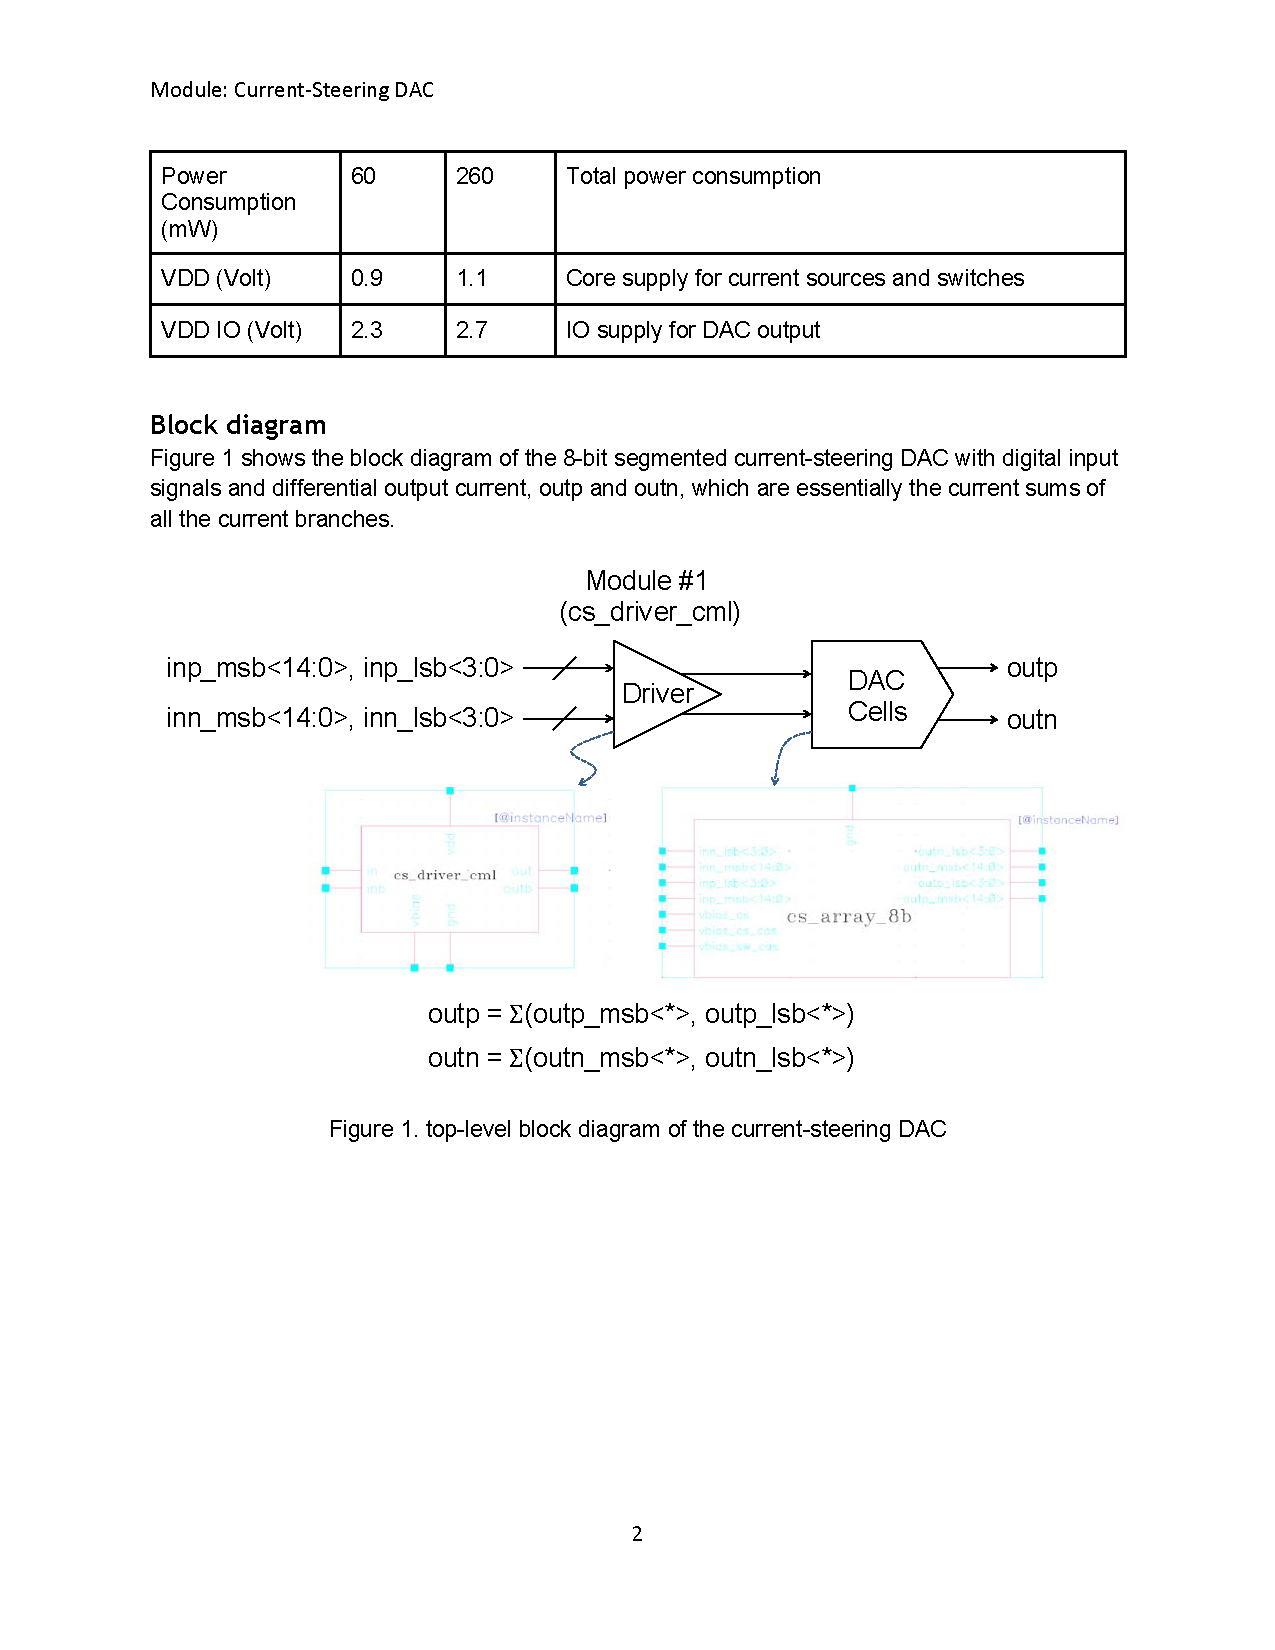 Module: Current-Steering DAC
Power Consumption (mW) 60 260 Total power consumption
VDD (Volt) 0.9 1.1 Core supply for current sources and switches
VDD IO (Volt) 2.3 2.7 IO supply for DAC output
Block diagram
Figure 1 shows the block diagram of the 8-bit segmented current-steering DAC with digital input
signals and differential output current, outp and outn, which are essentially the current sums of
all the current branches.
Module #1
(cs_driver_cml)
inp_msb<14:0>, inp_lsb<3:0>
inn_msb<14:0>, inn_lsb<3:0>
Driver
DAC
Cells
outp
outn
[@instanceName]
vdd
in
inb
cs_driver_cml
out
outb
vbias
gnd
[@instanceName]
gnd
inn_lsb<3:0>
inn_msb<14:0>
inp_lsb<3:0>
inp_msb<14:0>
vbias_cs
vbias_cs_cas
vbias_sw_cas
outn_lsb<3:0>
outn_msb<14:0>
outp_lsb<3:0>
outp_msb<14:0>
cs_array_8b
outp = Σ(outp_msb<*>, outp_lsb<*>)
outn = Σ(outn_msb<*>, outn_lsb<*>)
Figure 1. top-level block diagram of the current-steering DAC
2